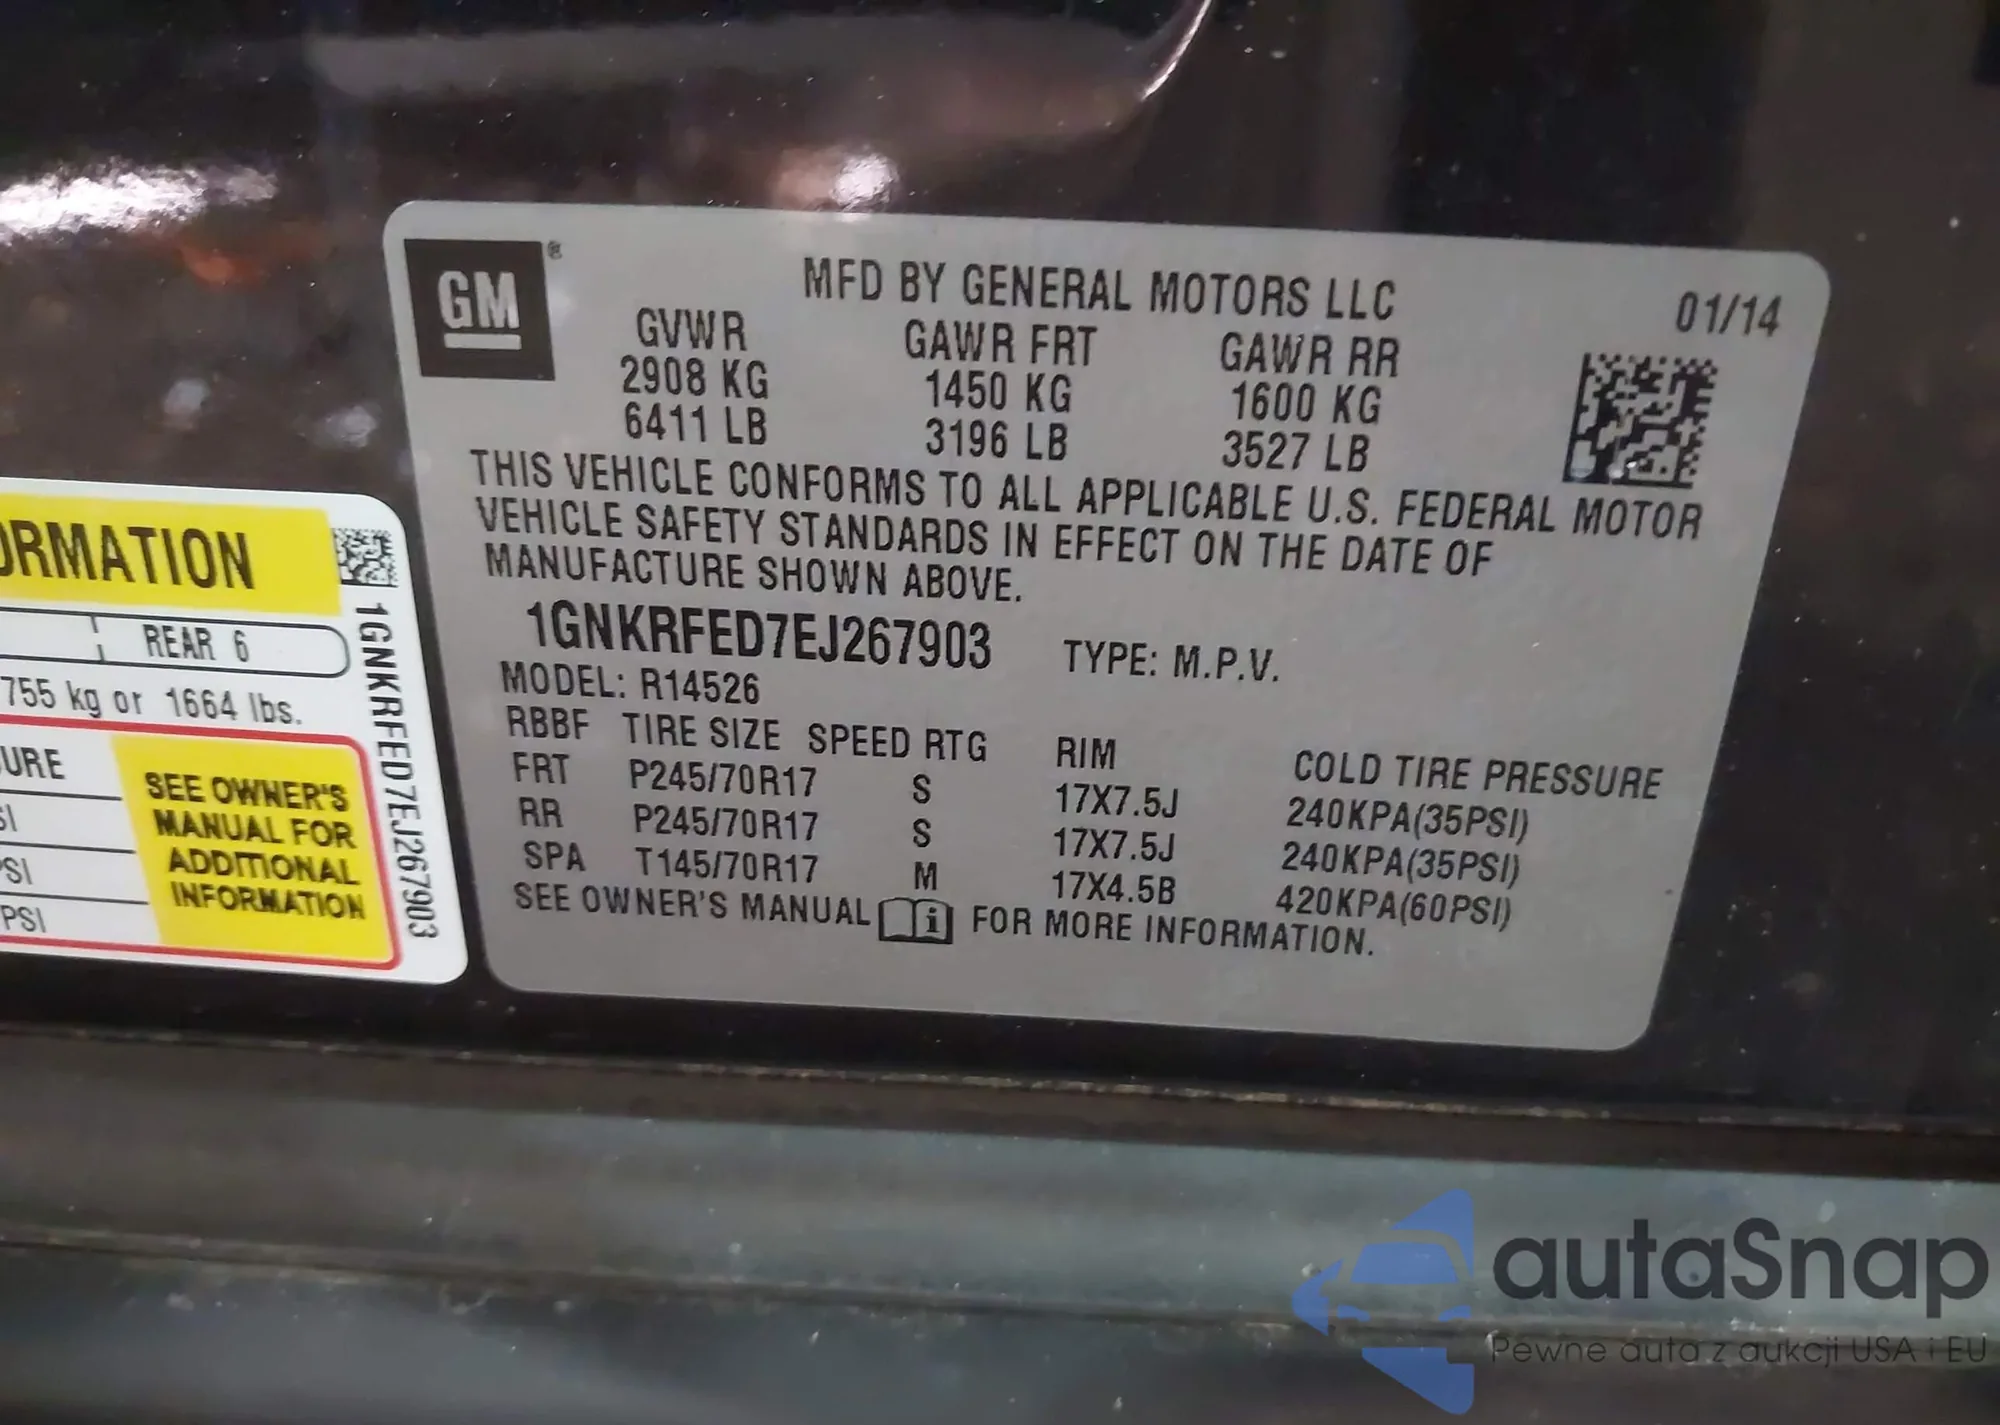 GM®
MFD BY GENERAL MOTORS LLC
01/14
GVWR GAWR FRT GAWR RR
2908 KG 1450 KG 1600 KG
6411 LB 3196 LB 3527 LB
THIS VEHICLE CONFORMS TO ALL APPLICABLE U.S. FEDERAL MOTOR
VEHICLE SAFETY STANDARDS IN EFFECT ON THE DATE OF
MANUFACTURE SHOWN ABOVE.
1GNKRFED7EJ267903 TYPE: M.P.V.
MODEL: R14526
RBBF TIRE SIZE SPEED RTG RIM COLD TIRE PRESSURE
FRT P245/70R17 S 17X7.5J 240KPA(35PSI)
RR P245/70R17 S 17X7.5J 240KPA(35PSI)
SPA T145/70R17 M 17X4.5B 420KPA(60PSI)
SEE OWNER'S MANUAL i FOR MORE INFORMATION.
ORMATION
REAR 6
755 kg or 1664 lbs.
URE
SI
PSI
PSI
SEE OWNER'S
MANUAL FOR
ADDITIONAL
INFORMATION
1GNKRFED7EJ267903
autaSnap
Pewne auta z aukcji USA i EU